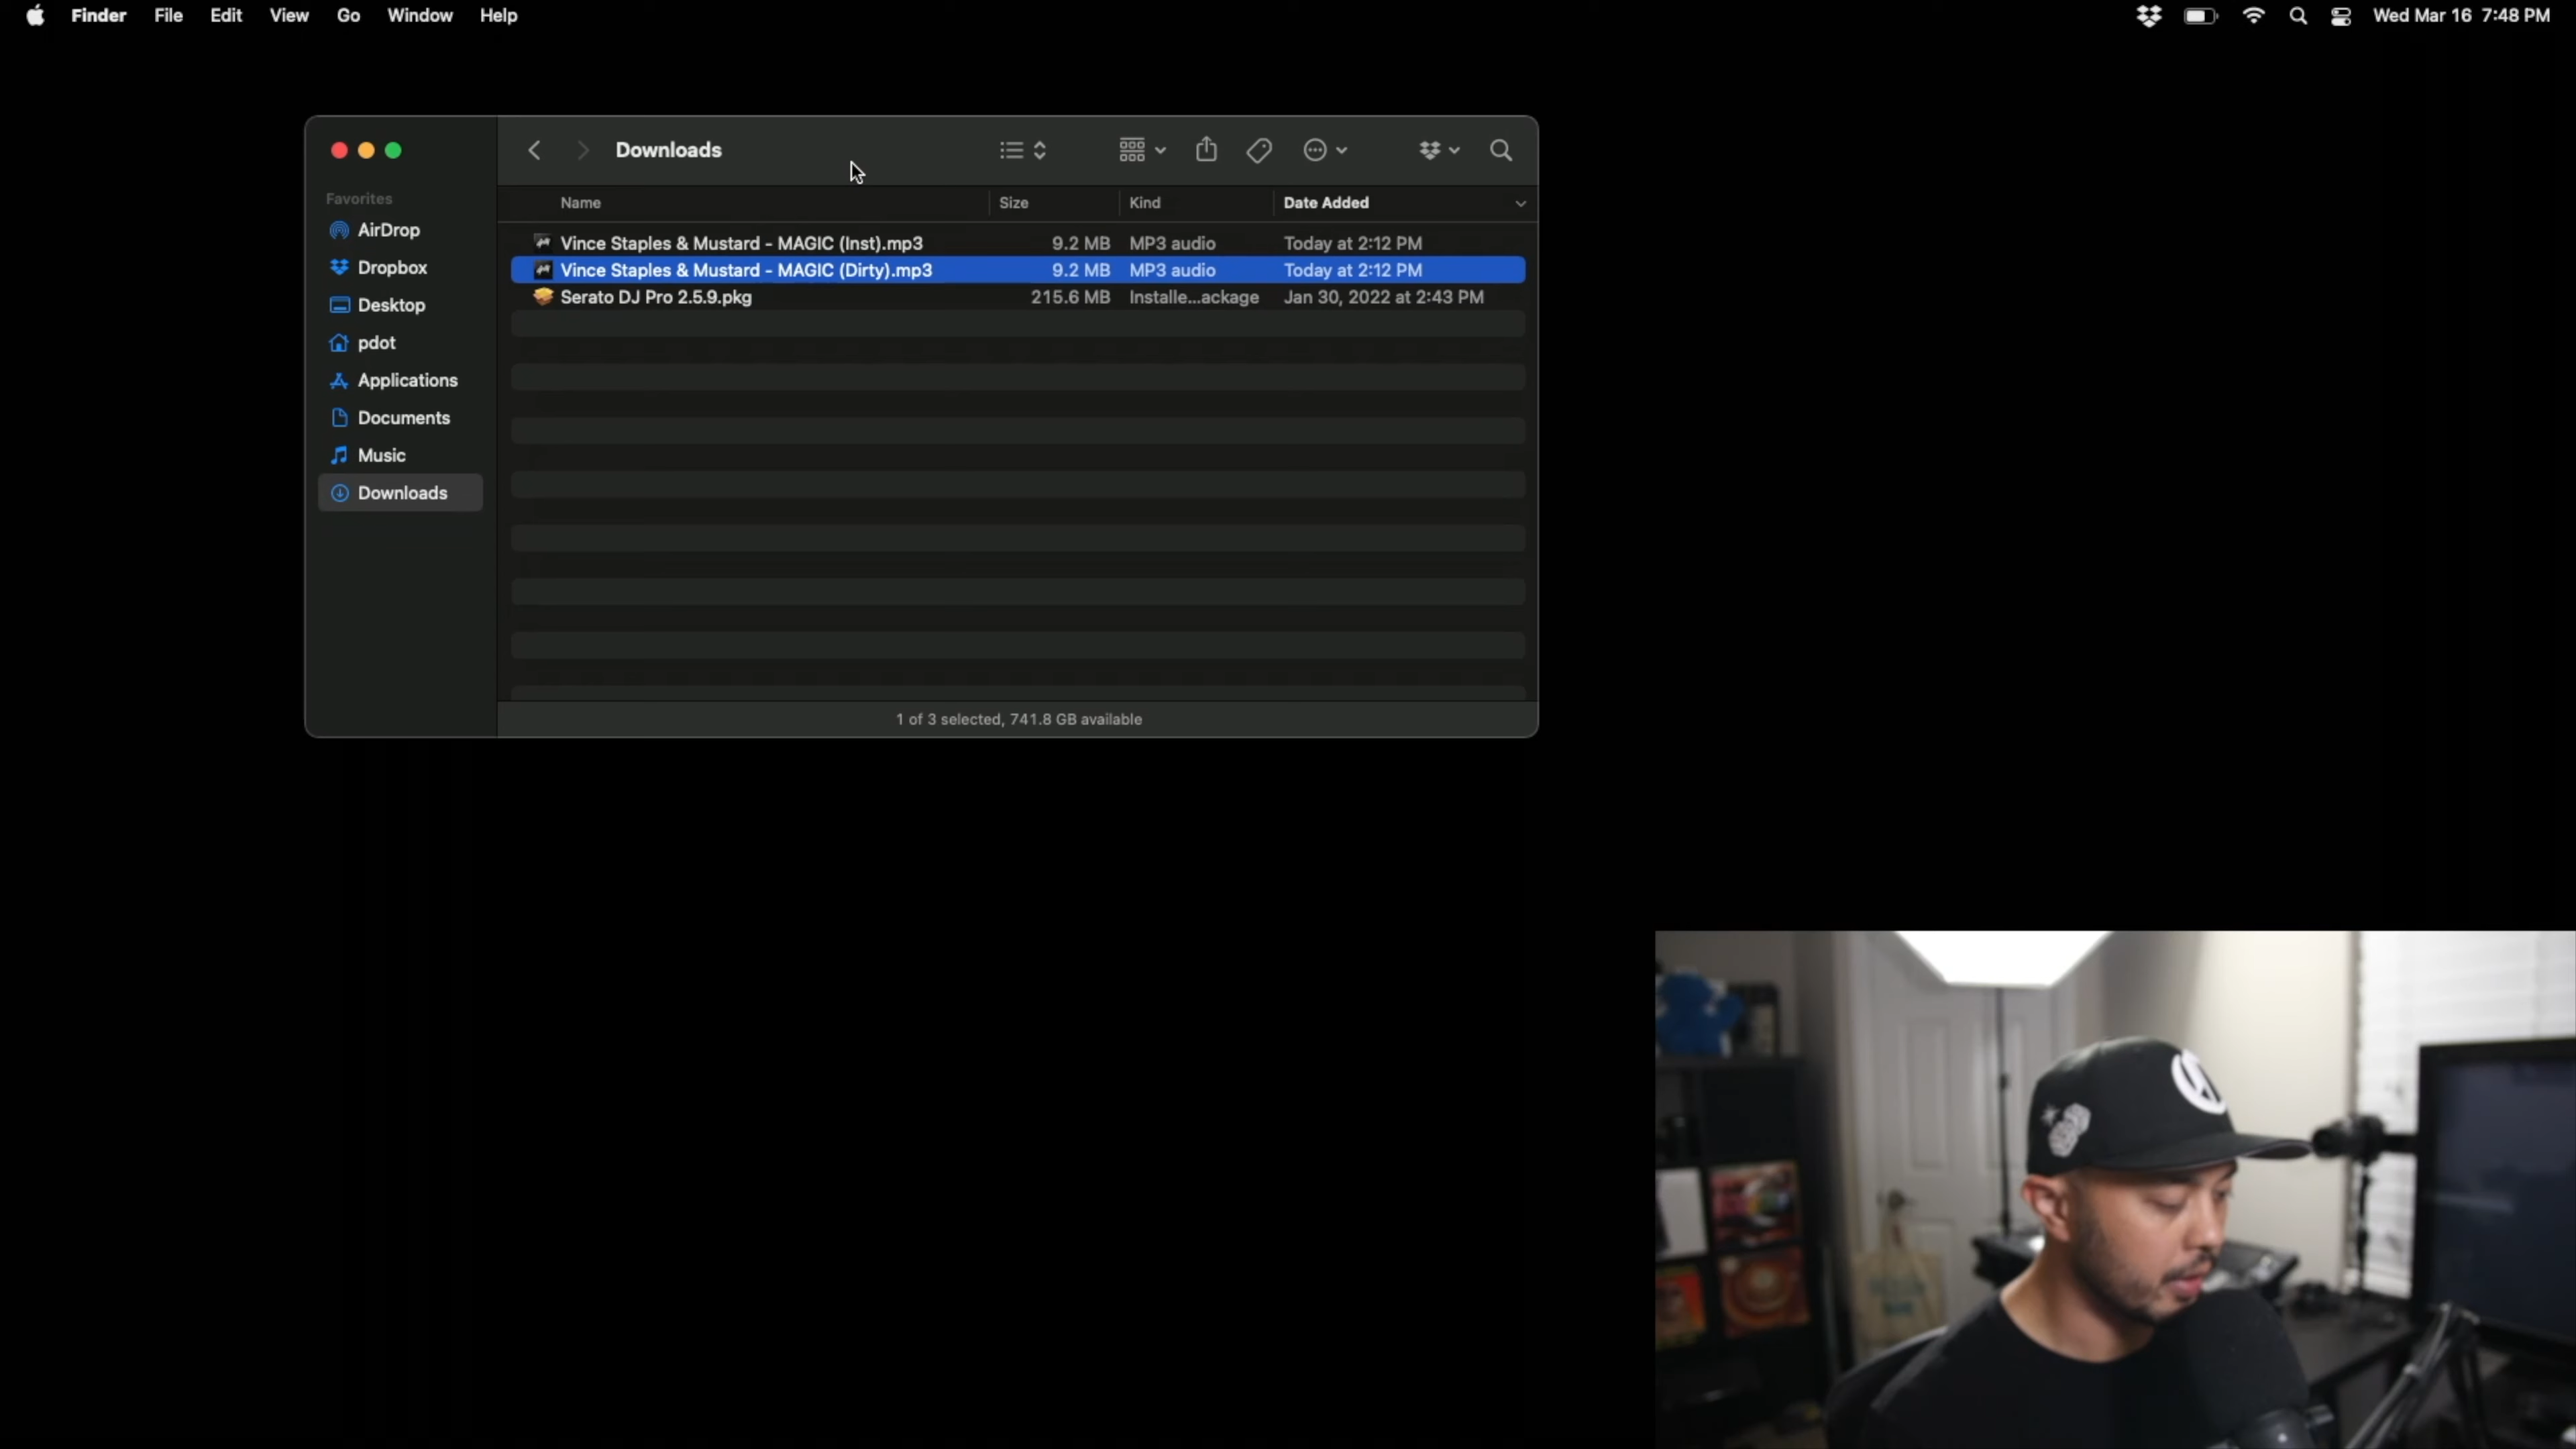 Finder File Edit View Go Window Help Wed Mar 16 7:48 PM
Downloads
Favorites
AirDrop
Dropbox
Desktop
pdot
Applications
Documents
Music
Downloads
Name Size Kind Date Added
Vince Staples & Mustard - MAGIC (Inst).mp3 9.2 MB MP3 audio Today at 2:12 PM
Vince Staples & Mustard - MAGIC (Dirty).mp3 9.2 MB MP3 audio Today at 2:12 PM
Serato DJ Pro 2.5.9.pkg 215.6 MB Installe...ackage Jan 30, 2022 at 2:43 PM
1 of 3 selected, 741.8 GB available